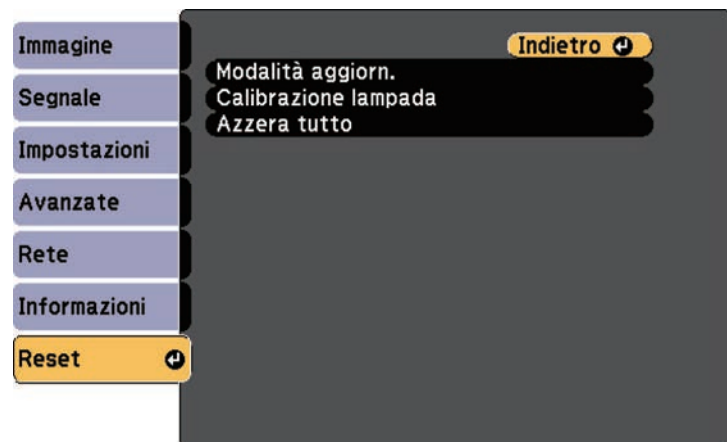 Immagine
Segnale
Impostazioni
Avanzate
Rete
Informazioni
Reset
Indietro
Modalità aggiorn.
Calibrazione lampada
Azzera tutto